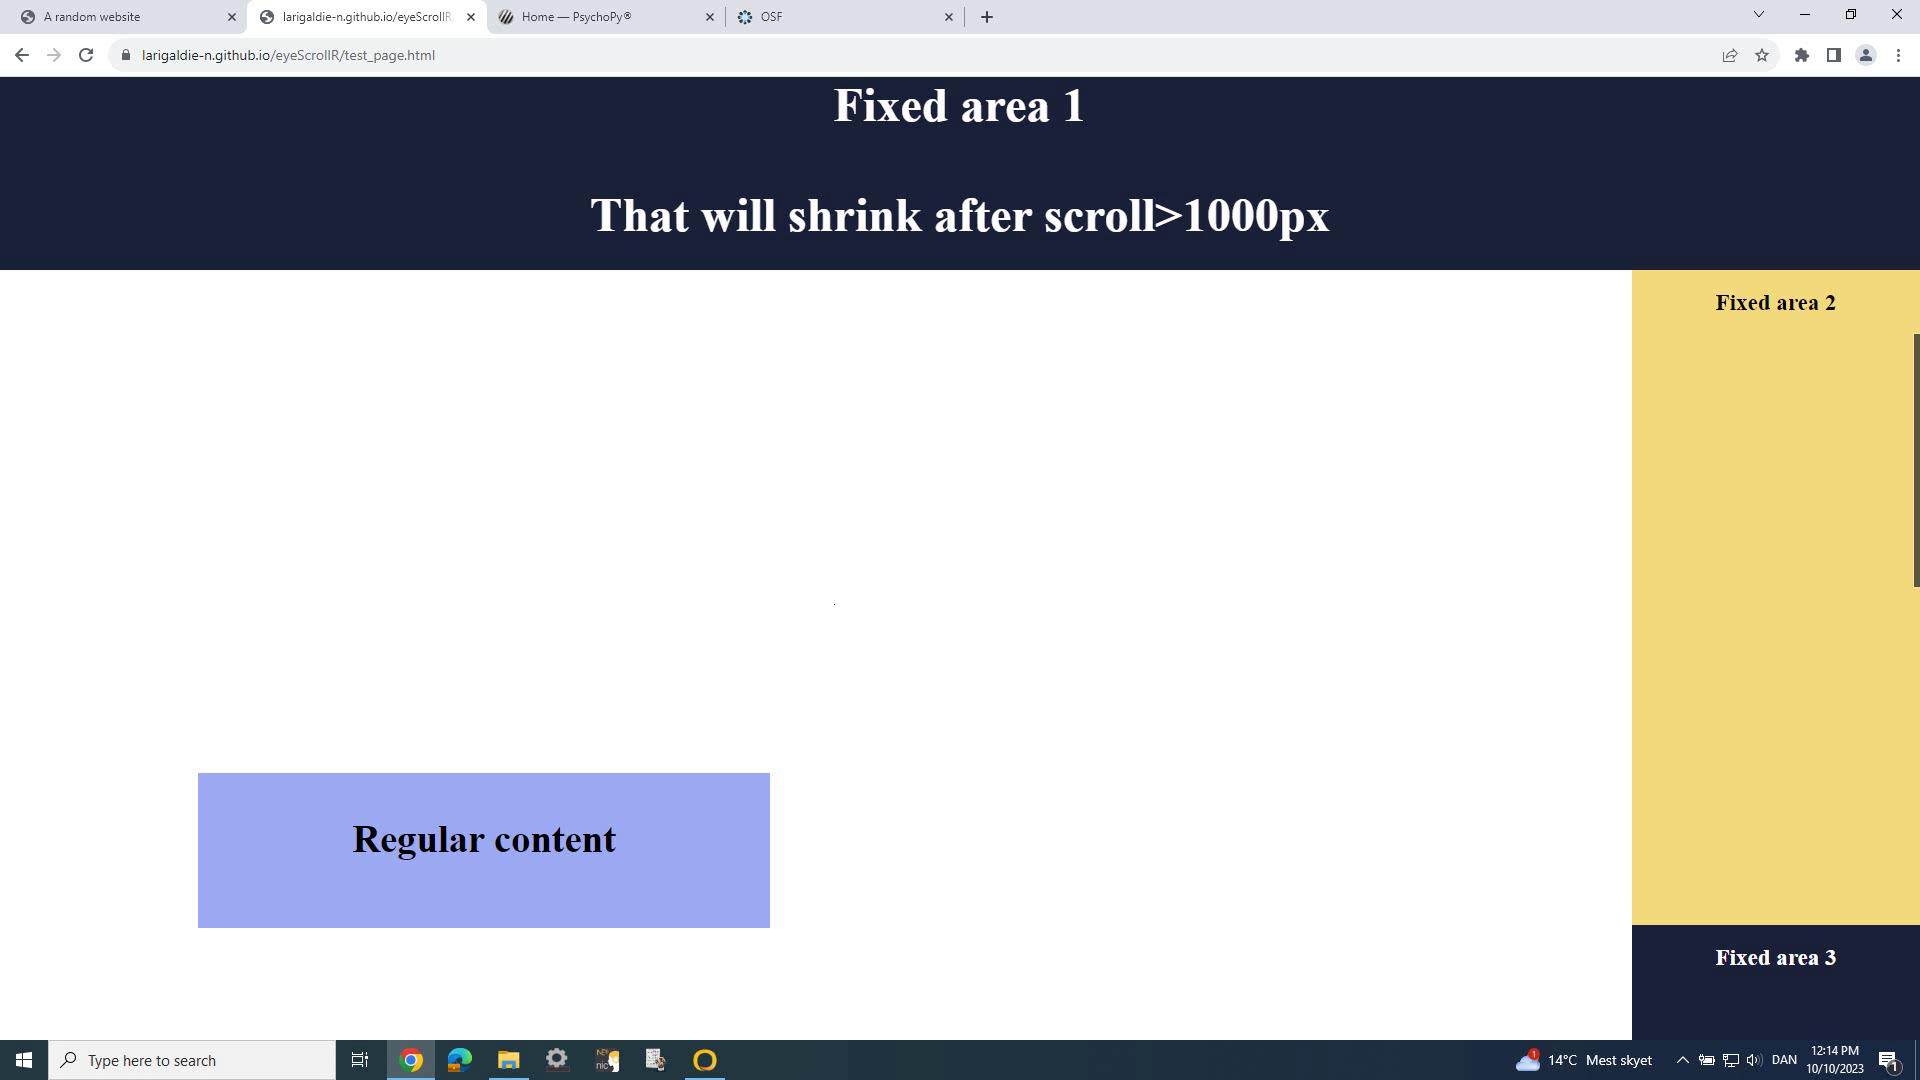 A random website
larigaldie-n.github.io/eyeScrollR
Home — PsychoPy®
OSF
larigaldie-n.github.io/eyeScrollR/test_page.html
Fixed area 1
That will shrink after scroll>1000px
Fixed area 2
Regular content
Fixed area 3
Type here to search
1
14°C Mest skyet
DAN
12:14 PM
10/10/2023
1